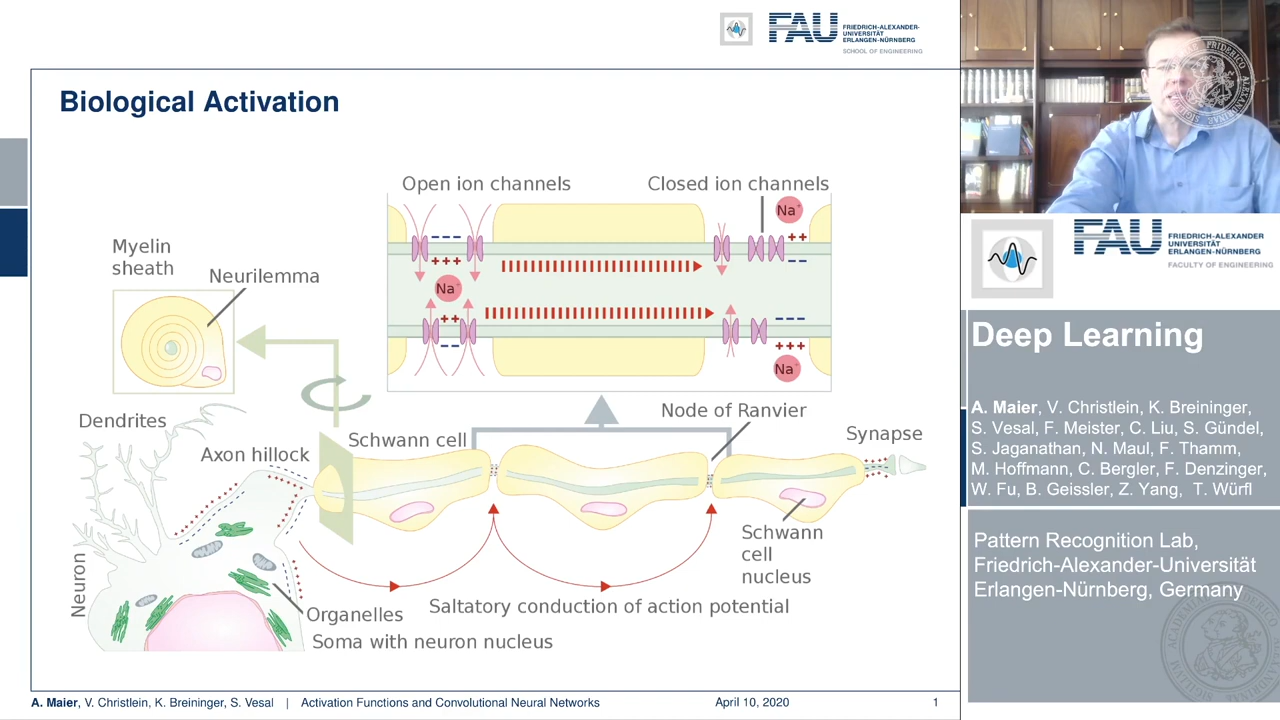 FAU FRIEDRICH-ALEXANDER-
UNIVERSITÄT
ERLANGEN-NÜRNBERG
SCHOOL OF ENGINEERING
Biological Activation
Open ion channels
Closed ion channels
Na+
++
+++
Na+
++
+++
Na+
Myelin
sheath
Neurilemma
Dendrites
Axon hillock
Schwann cell
Node of Ranvier
Synapse
Schwann
cell
nucleus
Neuron
Organelles
Saltatory conduction of action potential
Soma with neuron nucleus
A. Maier, V. Christlein, K. Breininger, S. Vesal | Activation Functions and Convolutional Neural Networks April 10, 2020 1
FAU FRIEDRICH-ALEXANDER
UNIVERSITÄT
ERLANGEN-NÜRNBERG
FACULTY OF ENGINEERING
Deep Learning
A. Maier, V. Christlein, K. Breininger,
S. Vesal, F. Meister, C. Liu, S. Gündel,
S. Jaganathan, N. Maul, F. Thamm,
M. Hoffmann, C. Bergler, F. Denzinger,
W. Fu, B. Geissler, Z. Yang, T. Würfl
Pattern Recognition Lab,
Friedrich-Alexander-Universität
Erlangen-Nürnberg, Germany